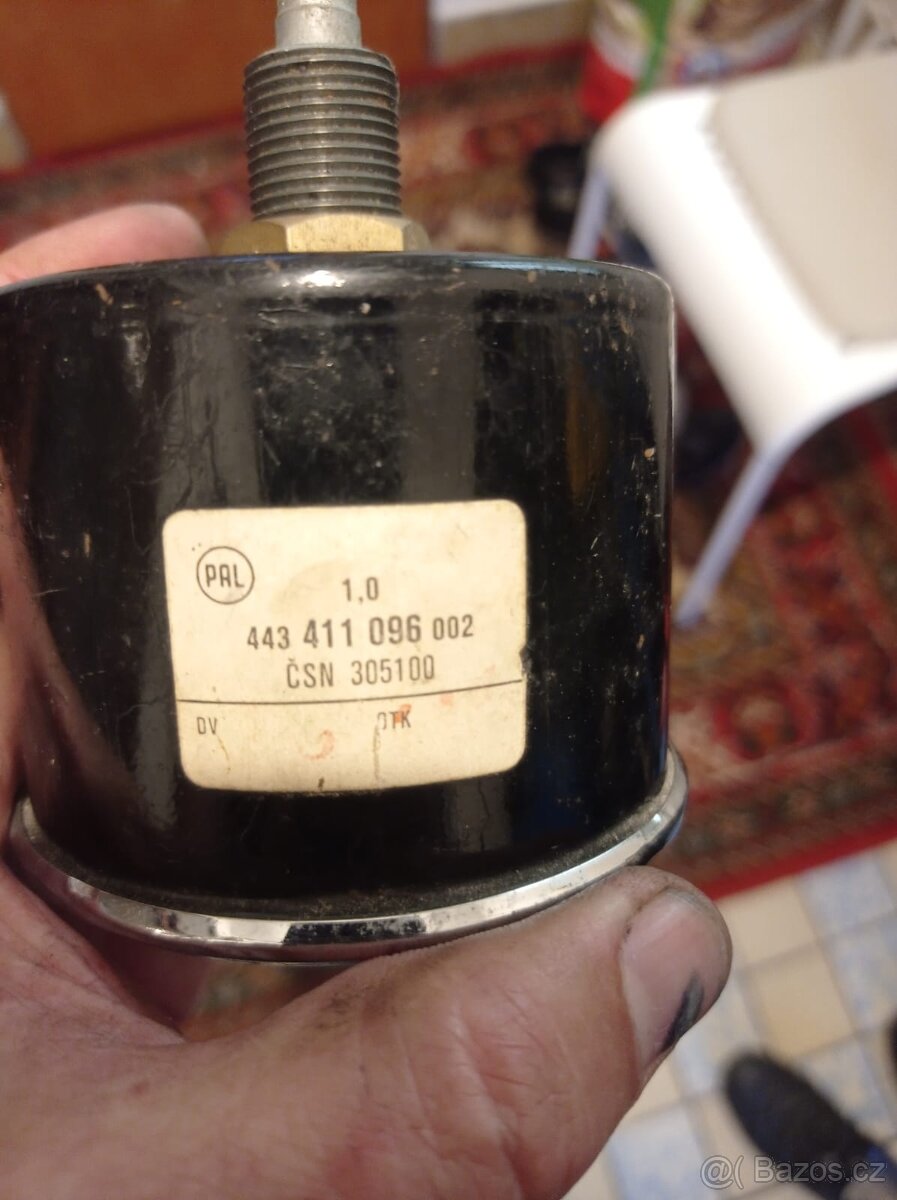 PAL
1,0
443 411 096 002
ČSN 305100
DV OTK
@( Bazos.cz